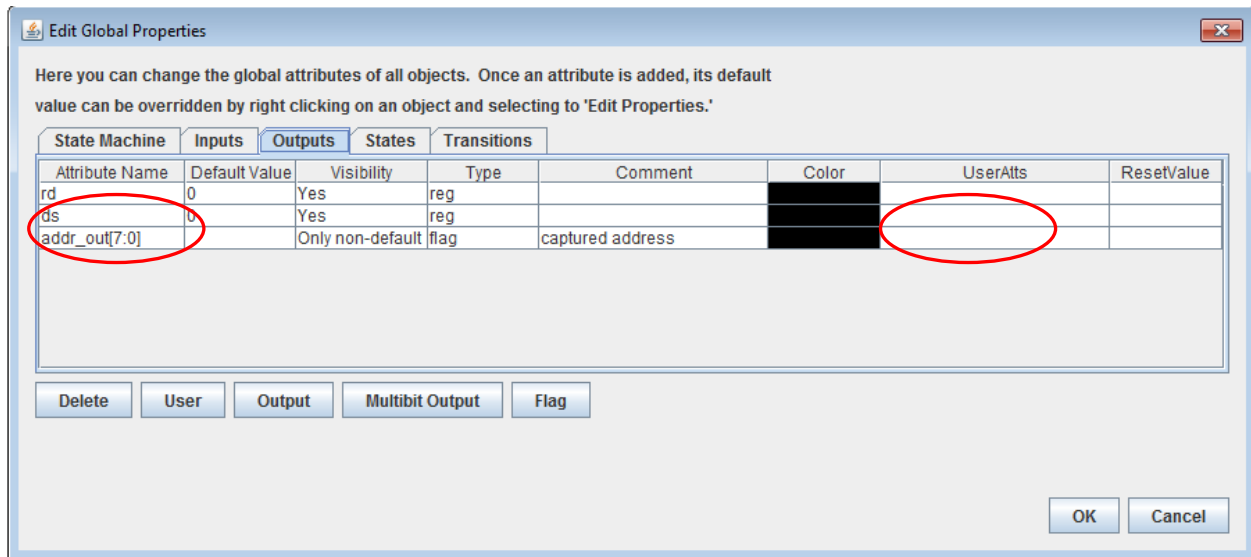 Edit Global Properties
Here you can change the global attributes of all objects. Once an attribute is added, its default
value can be overridden by right clicking on an object and selecting to 'Edit Properties.'
State Machine Inputs Outputs States Transitions
Attribute Name Default Value Visibility Type Comment Color UserAtts ResetValue
rd 0 Yes reg
ds 0 Yes reg
addr_out[7:0] Only non-default flag captured address
Delete User Output Multibit Output Flag
OK Cancel